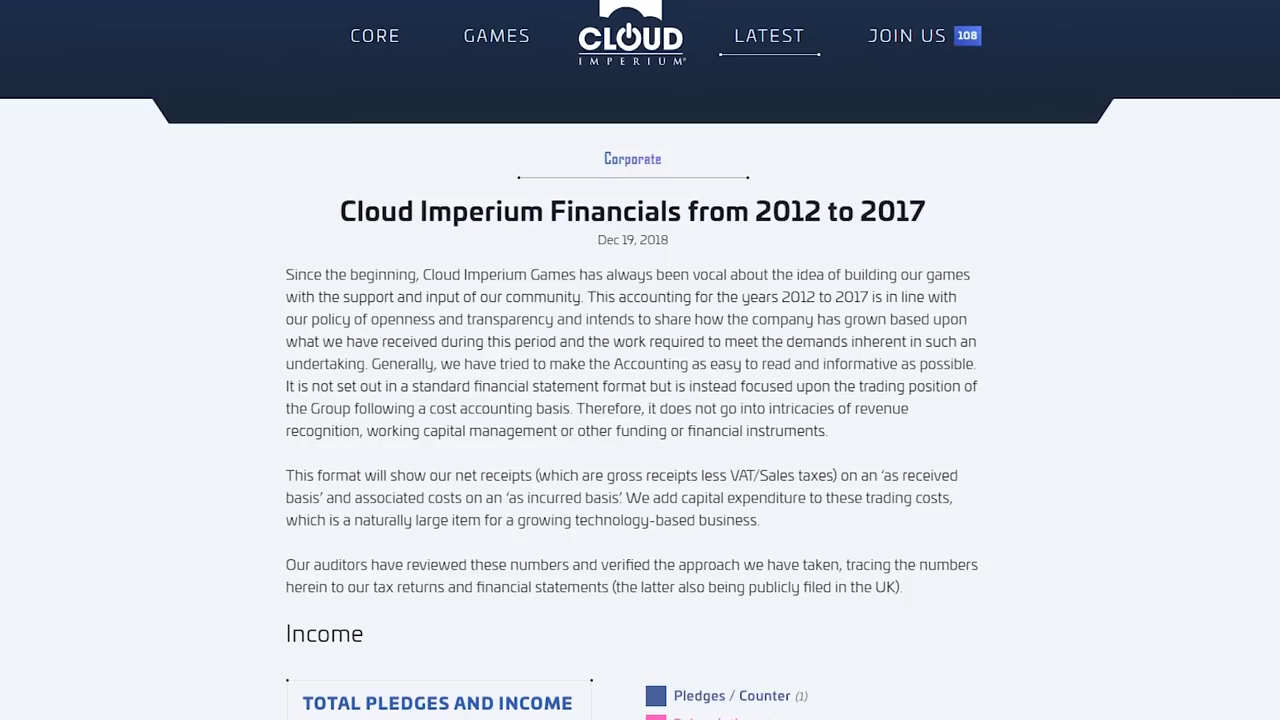 CORE GAMES CLOUD IMPERIUM® LATEST JOIN US 108
Corporate
Cloud Imperium Financials from 2012 to 2017
Dec 19, 2018
Since the beginning, Cloud Imperium Games has always been vocal about the idea of building our games
with the support and input of our community. This accounting for the years 2012 to 2017 is in line with
our policy of openness and transparency and intends to share how the company has grown based upon
what we have received during this period and the work required to meet the demands inherent in such an
undertaking. Generally, we have tried to make the Accounting as easy to read and informative as possible.
It is not set out in a standard financial statement format but is instead focused upon the trading position of
the Group following a cost accounting basis. Therefore, it does not go into intricacies of revenue
recognition, working capital management or other funding or financial instruments.
This format will show our net receipts (which are gross receipts less VAT/Sales taxes) on an ‘as received
basis’ and associated costs on an ‘as incurred basis’. We add capital expenditure to these trading costs,
which is a naturally large item for a growing technology-based business.
Our auditors have reviewed these numbers and verified the approach we have taken, tracing the numbers
herein to our tax returns and financial statements (the latter also being publicly filed in the UK).
Income
TOTAL PLEDGES AND INCOME
Pledges / Counter (1)